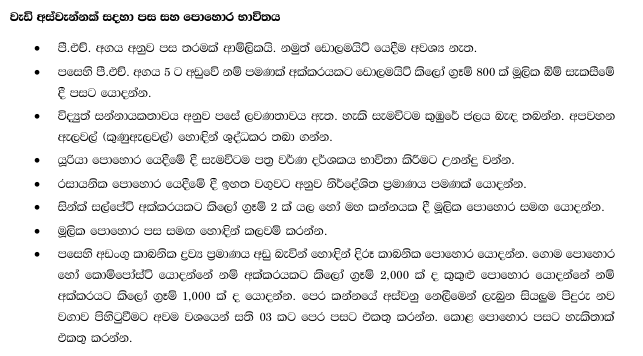 වැඩි අස්වැන්නක් සඳහා පස සහ පොහොර භාවිතය
• පී.එච්. අගය අනුව පස තරමක් ආම්ලිකයි. නමුත් ඩොලමයිට් යෙදීම අවශ්‍ය නැත.
• පසෙහි පී.එච්. අගය 5 ට අඩුවේ නම් පමණක් අක්කරයකට ඩොලමයිට් කිලෝ ග්‍රෑම් 800 ක් මූලික බිම් සැකසීමේ
දී පසට යොදන්න.
• විද්‍යුත් සන්නායකතාවය අනුව පසේ ලවණතාවය ඇත. හැකි සැමවිටම කුඹුරේ ජලය බැඳ තබන්න. අපවහන
ඇලවල් (කුණුඇලවල්) හොඳින් ශුද්ධකර තබා ගන්න.
• යූරියා පොහොර යෙදීමේ දී සැමවිටම පත්‍ර වර්ණ දර්ශකය භාවිතා කිරීමට උනන්දු වන්න.
• රසායනික පොහොර යෙදීමේ දී ඉහත වගුවට අනුව නිර්දේශිත ප්‍රමාණය පමණක් යොදන්න.
• සින්ක් සල්පේට් අක්කරයකට කිලෝ ග්‍රෑම් 2 ක් යල හෝ මහ කන්නයක දී මූලික පොහොර සමඟ යොදන්න.
• මූලික පොහොර පස සමඟ හොඳින් කලවම් කරන්න.
• පසෙහි අඩංගු කාබනික ද්‍රව්‍ය ප්‍රමාණය අඩු බැවින් හොඳින් දිරූ කාබනික පොහොර යොදන්න. ගොම පොහොර
හෝ කොම්පෝස්ට් යොදන්නේ නම් අක්කරයකට කිලෝ ග්‍රෑම් 2,000 ක් ද කුකුළු පොහොර යොදන්නේ නම්
අක්කරයට කිලෝ ග්‍රෑම් 1,000 ක් ද යොදන්න. පෙර කන්නයේ අස්වනු නෙලීමෙන් ලැබුන සියලුම පිදුරු නව
වගාව පිහිටුවීමට අවම වශයෙන් සති 03 කට පෙර පසට එකතු කරන්න. කොළ පොහොර පසට හැකිතාක්
එකතු කරන්න.